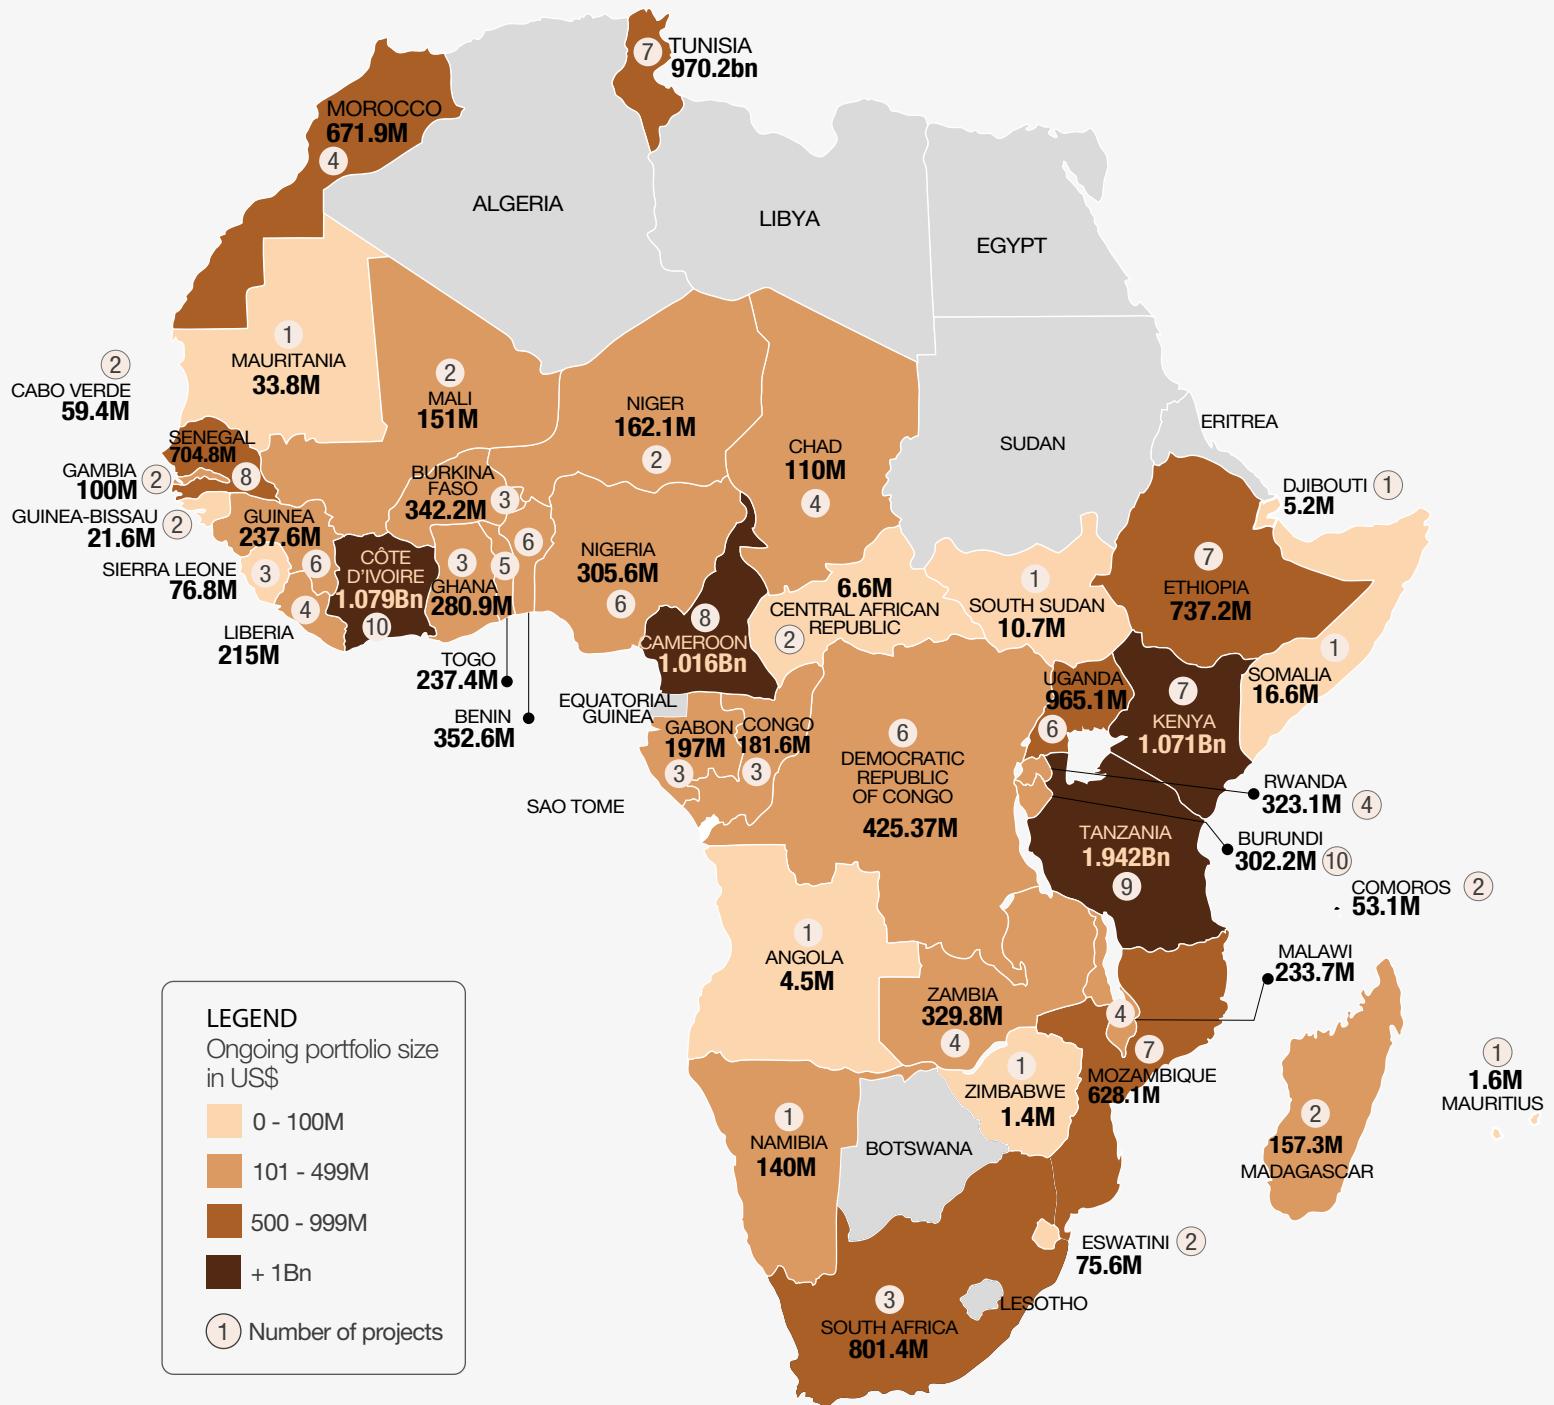 7
TUNISIA
970.2bn
MOROCCO
671.9M
4
ALGERIA
LIBYA
EGYPT
1
MAURITANIA
33.8M
2
CABO VERDE
59.4M
2
MALI
151M
NIGER
162.1M
2
CHAD
110M
4
SUDAN
ERITREA
SENEGAL
704.8M
8
GAMBIA
100M
2
GUINEA-BISSAU
21.6M
2
BURKINA
FASO
342.2M
3
DJIBOUTI
5.2M
1
GUINEA
237.6M
6
SIERRA LEONE
76.8M
3
CÔTE
D'IVOIRE
1.079Bn
10
3
GHANA
280.9M
5
6
NIGERIA
305.6M
6
LIBERIA
215M
4
TOGO
237.4M
BENIN
352.6M
8
CAMEROON
1.016Bn
6.6M
CENTRAL AFRICAN
REPUBLIC
2
1
SOUTH SUDAN
10.7M
7
ETHIOPIA
737.2M
1
SOMALIA
16.6M
EQUATORIAL
GUINEA
GABON
197M
3
CONGO
181.6M
3
UGANDA
965.1M
6
7
KENYA
1.071Bn
SAO TOME
6
DEMOCRATIC
REPUBLIC
OF CONGO
425.37M
RWANDA
323.1M
4
BURUNDI
302.2M
10
TANZANIA
1.942Bn
9
COMOROS
53.1M
2
1
ANGOLA
4.5M
MALAWI
233.7M
4
ZAMBIA
329.8M
4
7
MOZAMBIQUE
628.1M
1
ZIMBABWE
1.4M
1
1.6M
MAURITIUS
2
157.3M
MADAGASCAR
1
NAMIBIA
140M
BOTSWANA
ESWATINI
75.6M
2
LESOTHO
3
SOUTH AFRICA
801.4M
LEGEND
Ongoing portfolio size
in US$
0 - 100M
101 - 499M
500 - 999M
+ 1Bn
1 Number of projects